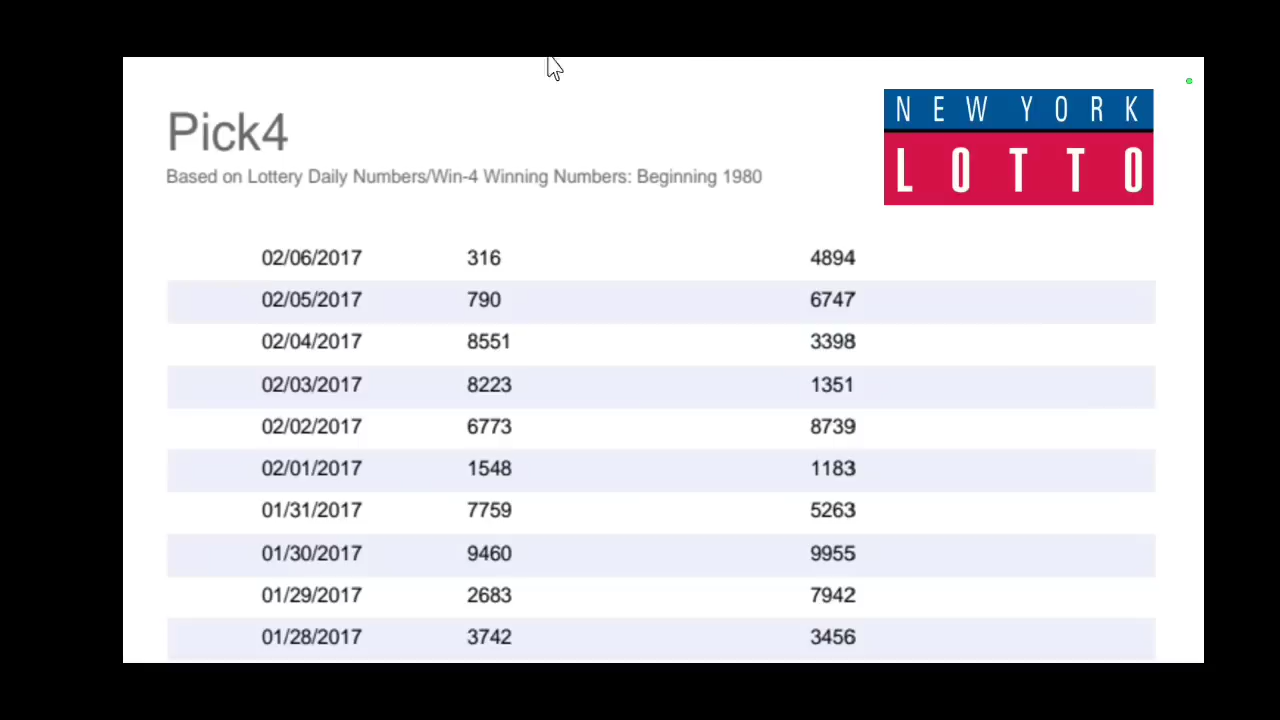 Pick4
NEW YORK
LOTTO
Based on Lottery Daily Numbers/Win-4 Winning Numbers: Beginning 1980
02/06/2017 316 4894
02/05/2017 790 6747
02/04/2017 8551 3398
02/03/2017 8223 1351
02/02/2017 6773 8739
02/01/2017 1548 1183
01/31/2017 7759 5263
01/30/2017 9460 9955
01/29/2017 2683 7942
01/28/2017 3742 3456